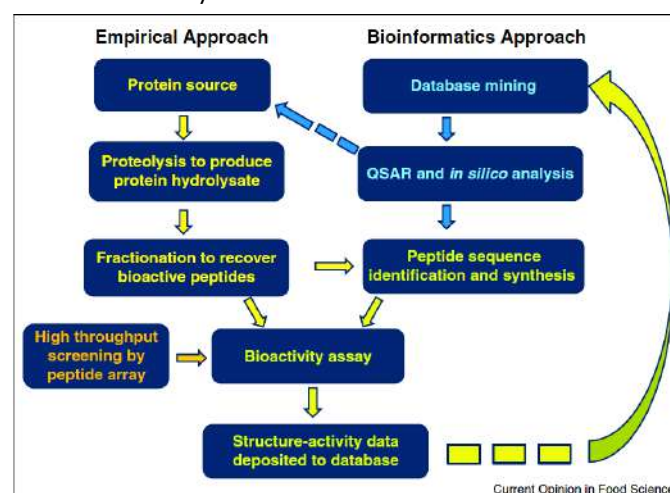 Empirical Approach
Bioinformatics Approach
Protein source
Database mining
Proteolysis to produce
protein hydrolysate
QSAR and in silico analysis
Fractionation to recover
bioactive peptides
Peptide sequence
identification and synthesis
High throughput
screening by
peptide array
Bioactivity assay
Structure-activity data
deposited to database
Current Opinion in Food Science